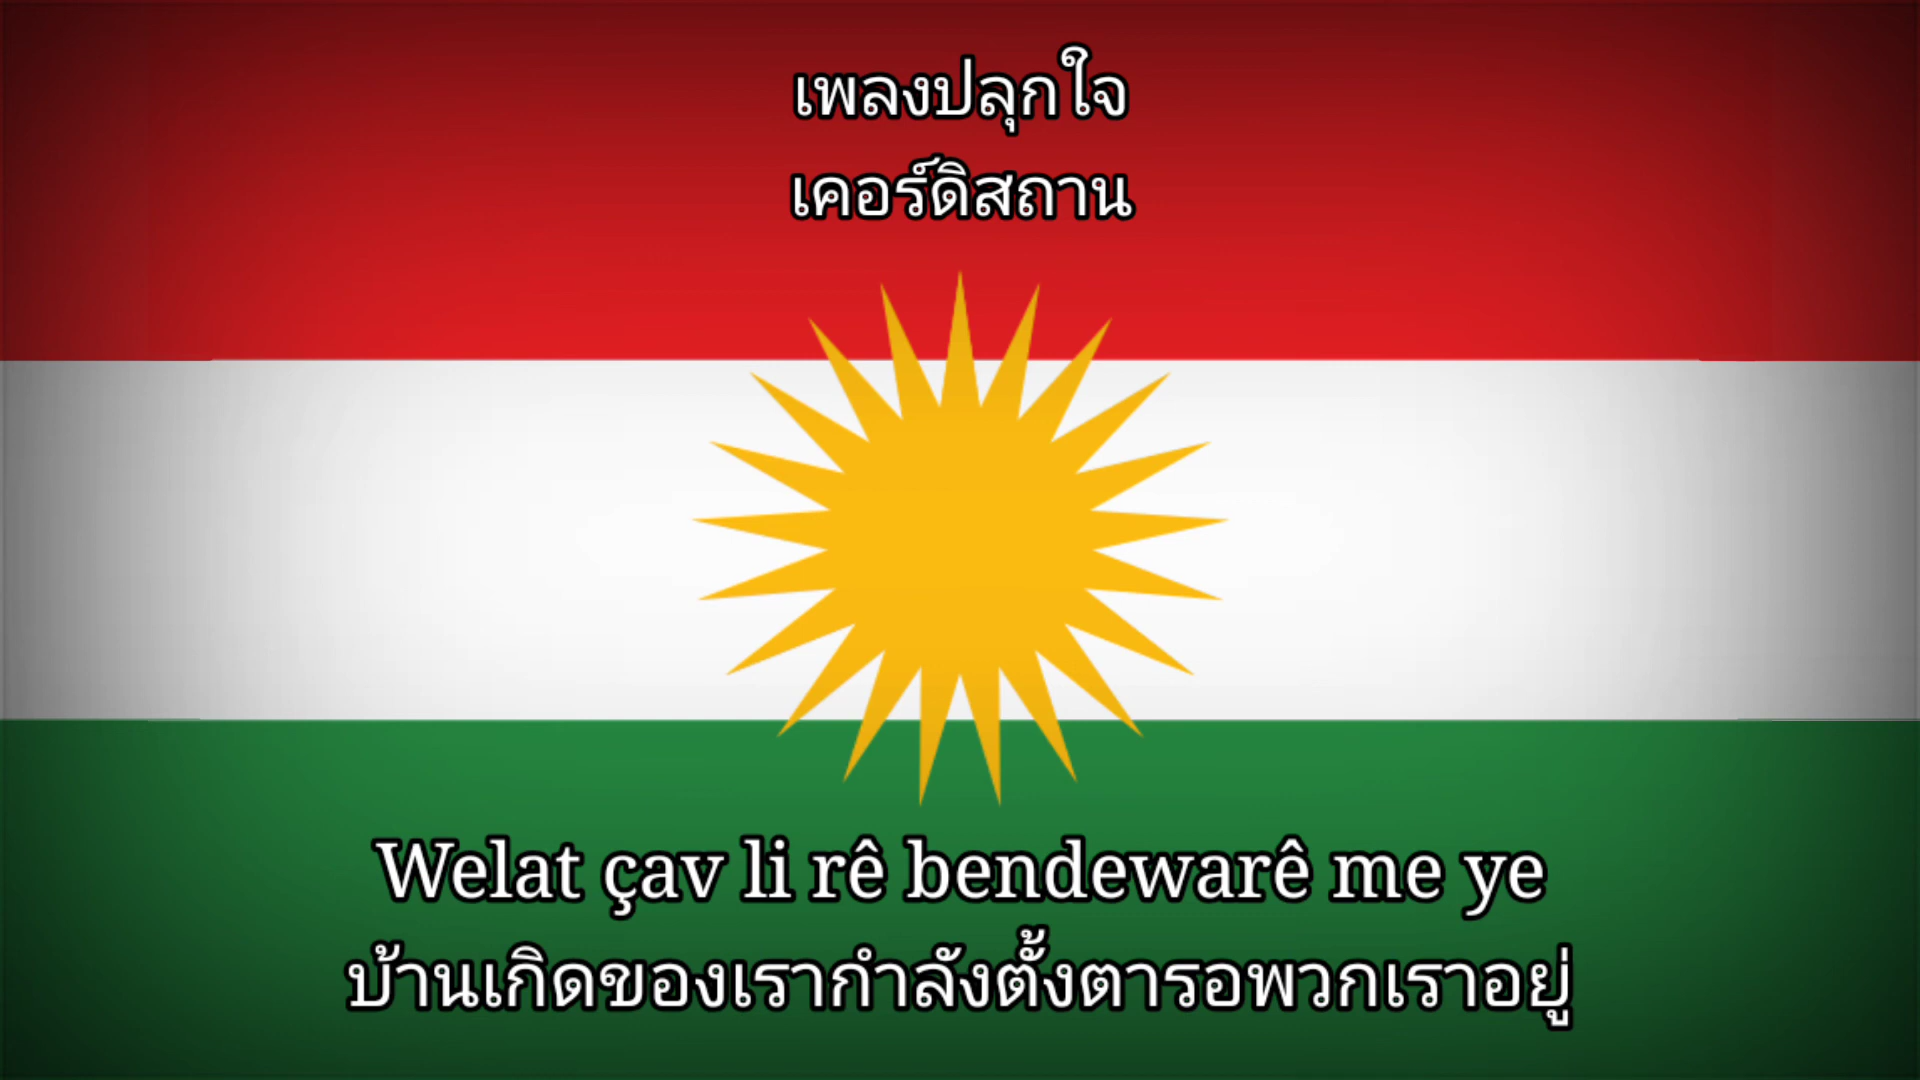 เพลงปลุกใจ
เคอร์ดิสถาน
Welat çav li rê bendewarê me ye
บ้านเกิดของเรากำลังตั้งตารอพวกเราอยู่